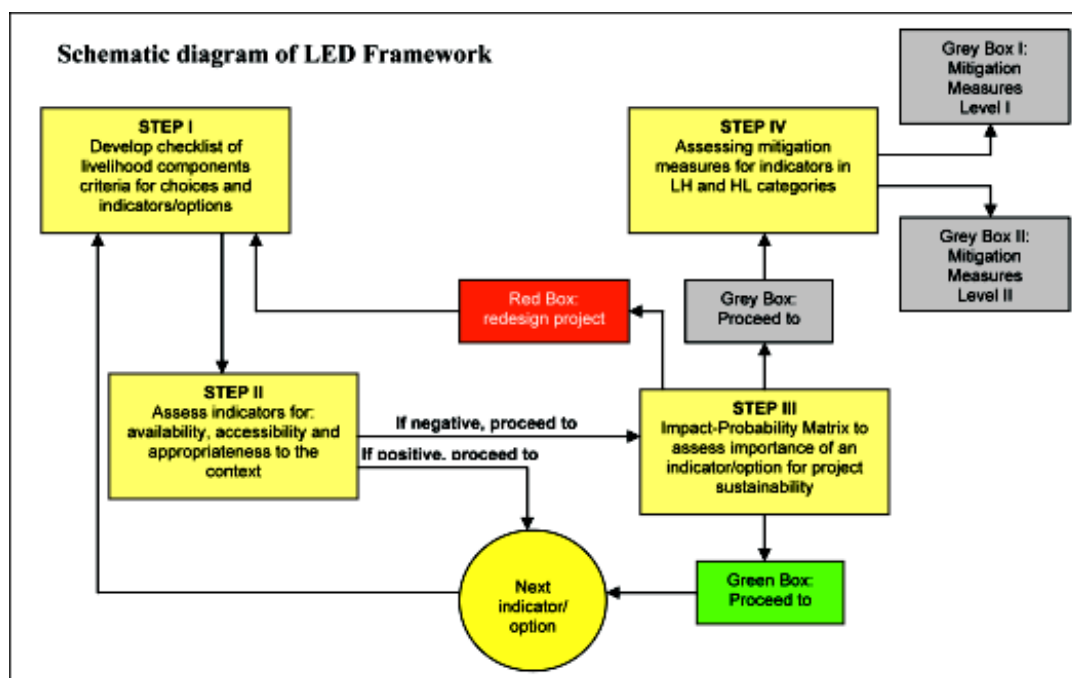 Schematic diagram of LED Framework
STEP I
Develop checklist of
livelihood components
criteria for choices and
indicators/options
STEP IV
Assessing mitigation
measures for indicators in
LH and HL categories
Grey Box I:
Mitigation
Measures
Level I
Grey Box II:
Mitigation
Measures
Level II
Red Box:
redesign project
Grey Box:
Proceed to
STEP II
Assess indicators for:
availability, accessibility and
appropriateness to the
context
If negative, proceed to
If positive, proceed to
STEP III
Impact-Probability Matrix to
assess importance of an
indicator/option for project
sustainability
Next
indicator/
option
Green Box:
Proceed to